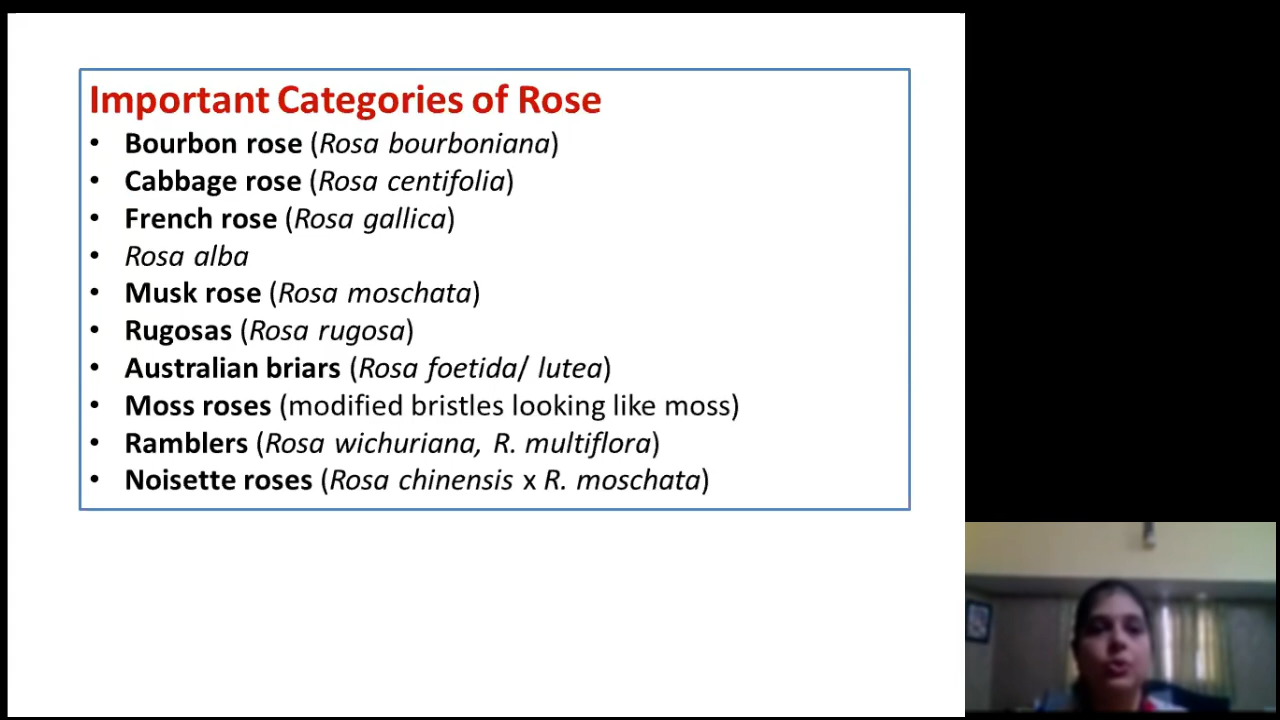 Important Categories of Rose
• Bourbon rose (Rosa bourboniana)
• Cabbage rose (Rosa centifolia)
• French rose (Rosa gallica)
• Rosa alba
• Musk rose (Rosa moschata)
• Rugosas (Rosa rugosa)
• Australian briars (Rosa foetida/ lutea)
• Moss roses (modified bristles looking like moss)
• Ramblers (Rosa wichuriana, R. multiflora)
• Noisette roses (Rosa chinensis x R. moschata)